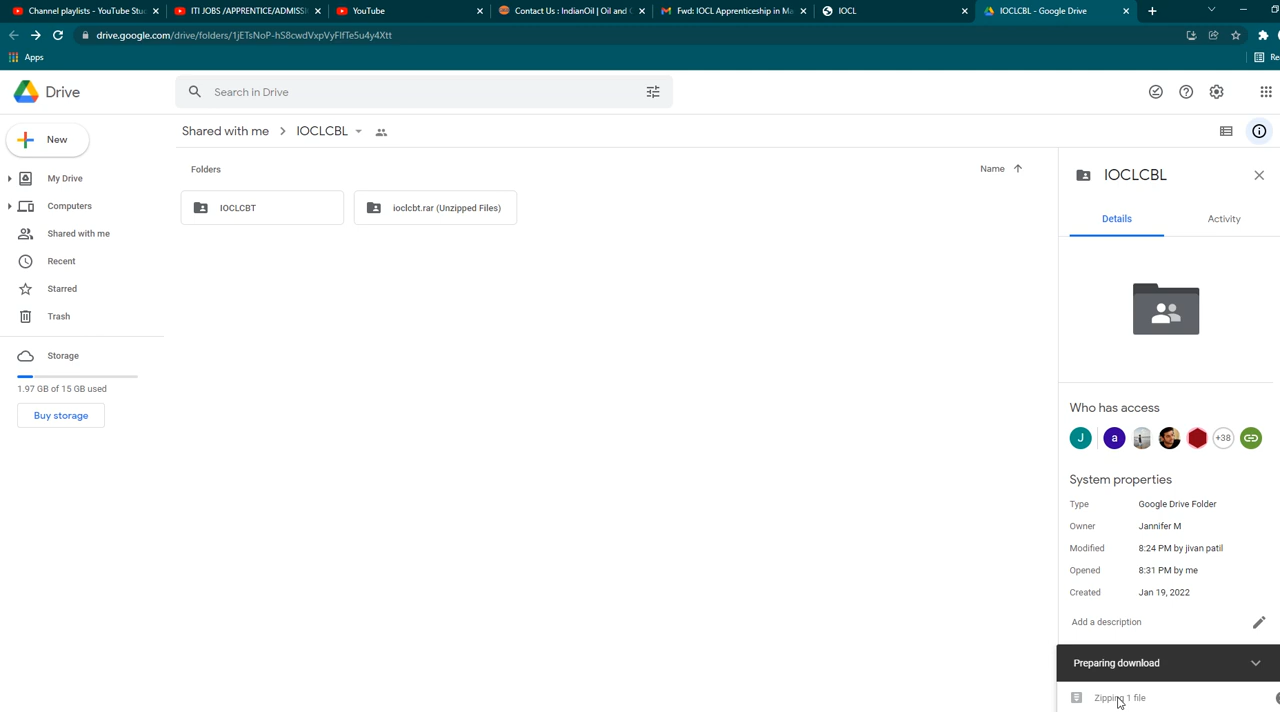 Channel playlists - YouTube Stu
ITI JOBS /APPRENTICE/ADMISSI
YouTube
Contact Us : IndianOil | Oil and
Fwd: IOCL Apprenticeship in Ma
IOCL
IOCLCBL - Google Drive
drive.google.com/drive/folders/1jETsNoP-hS8cwdVxpVyFlfTe5u4y4Xtt
Apps
Rea
Drive
Search in Drive
New
Shared with me > IOCLCBL
My Drive
Computers
Shared with me
Recent
Starred
Trash
Storage
1.97 GB of 15 GB used
Buy storage
Folders
Name
IOCLCBT
ioclcbt.rar (Unzipped Files)
IOCLCBL
Details
Activity
Who has access
J
a
+38
System properties
Type Google Drive Folder
Owner Jannifer M
Modified 8:24 PM by jivan patil
Opened 8:31 PM by me
Created Jan 19, 2022
Add a description
Preparing download
Zipping 1 file